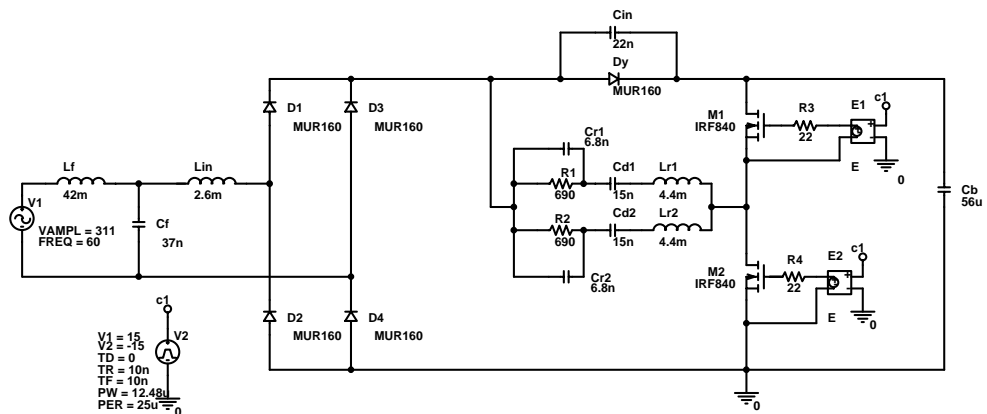 Cin
22n
Dy
MUR160
D1
MUR160
D3
MUR160
M1
IRF840
R3
22
E1
c1
E
0
Lf
42m
Lin
2.6m
Cr1
6.8n
R1
690
Cd1
15n
Lr1
4.4m
R2
690
Cd2
15n
Lr2
4.4m
Cr2
6.8n
Cb
56u
V1
VAMPL = 311
FREQ = 60
Cf
37n
M2
IRF840
R4
22
E2
c1
E
0
c1
D2
MUR160
D4
MUR160
V2
V1 = 15
V2 = -15
TD = 0
TR = 10n
TF = 10n
PW = 12.48u
PER = 25u
0
0